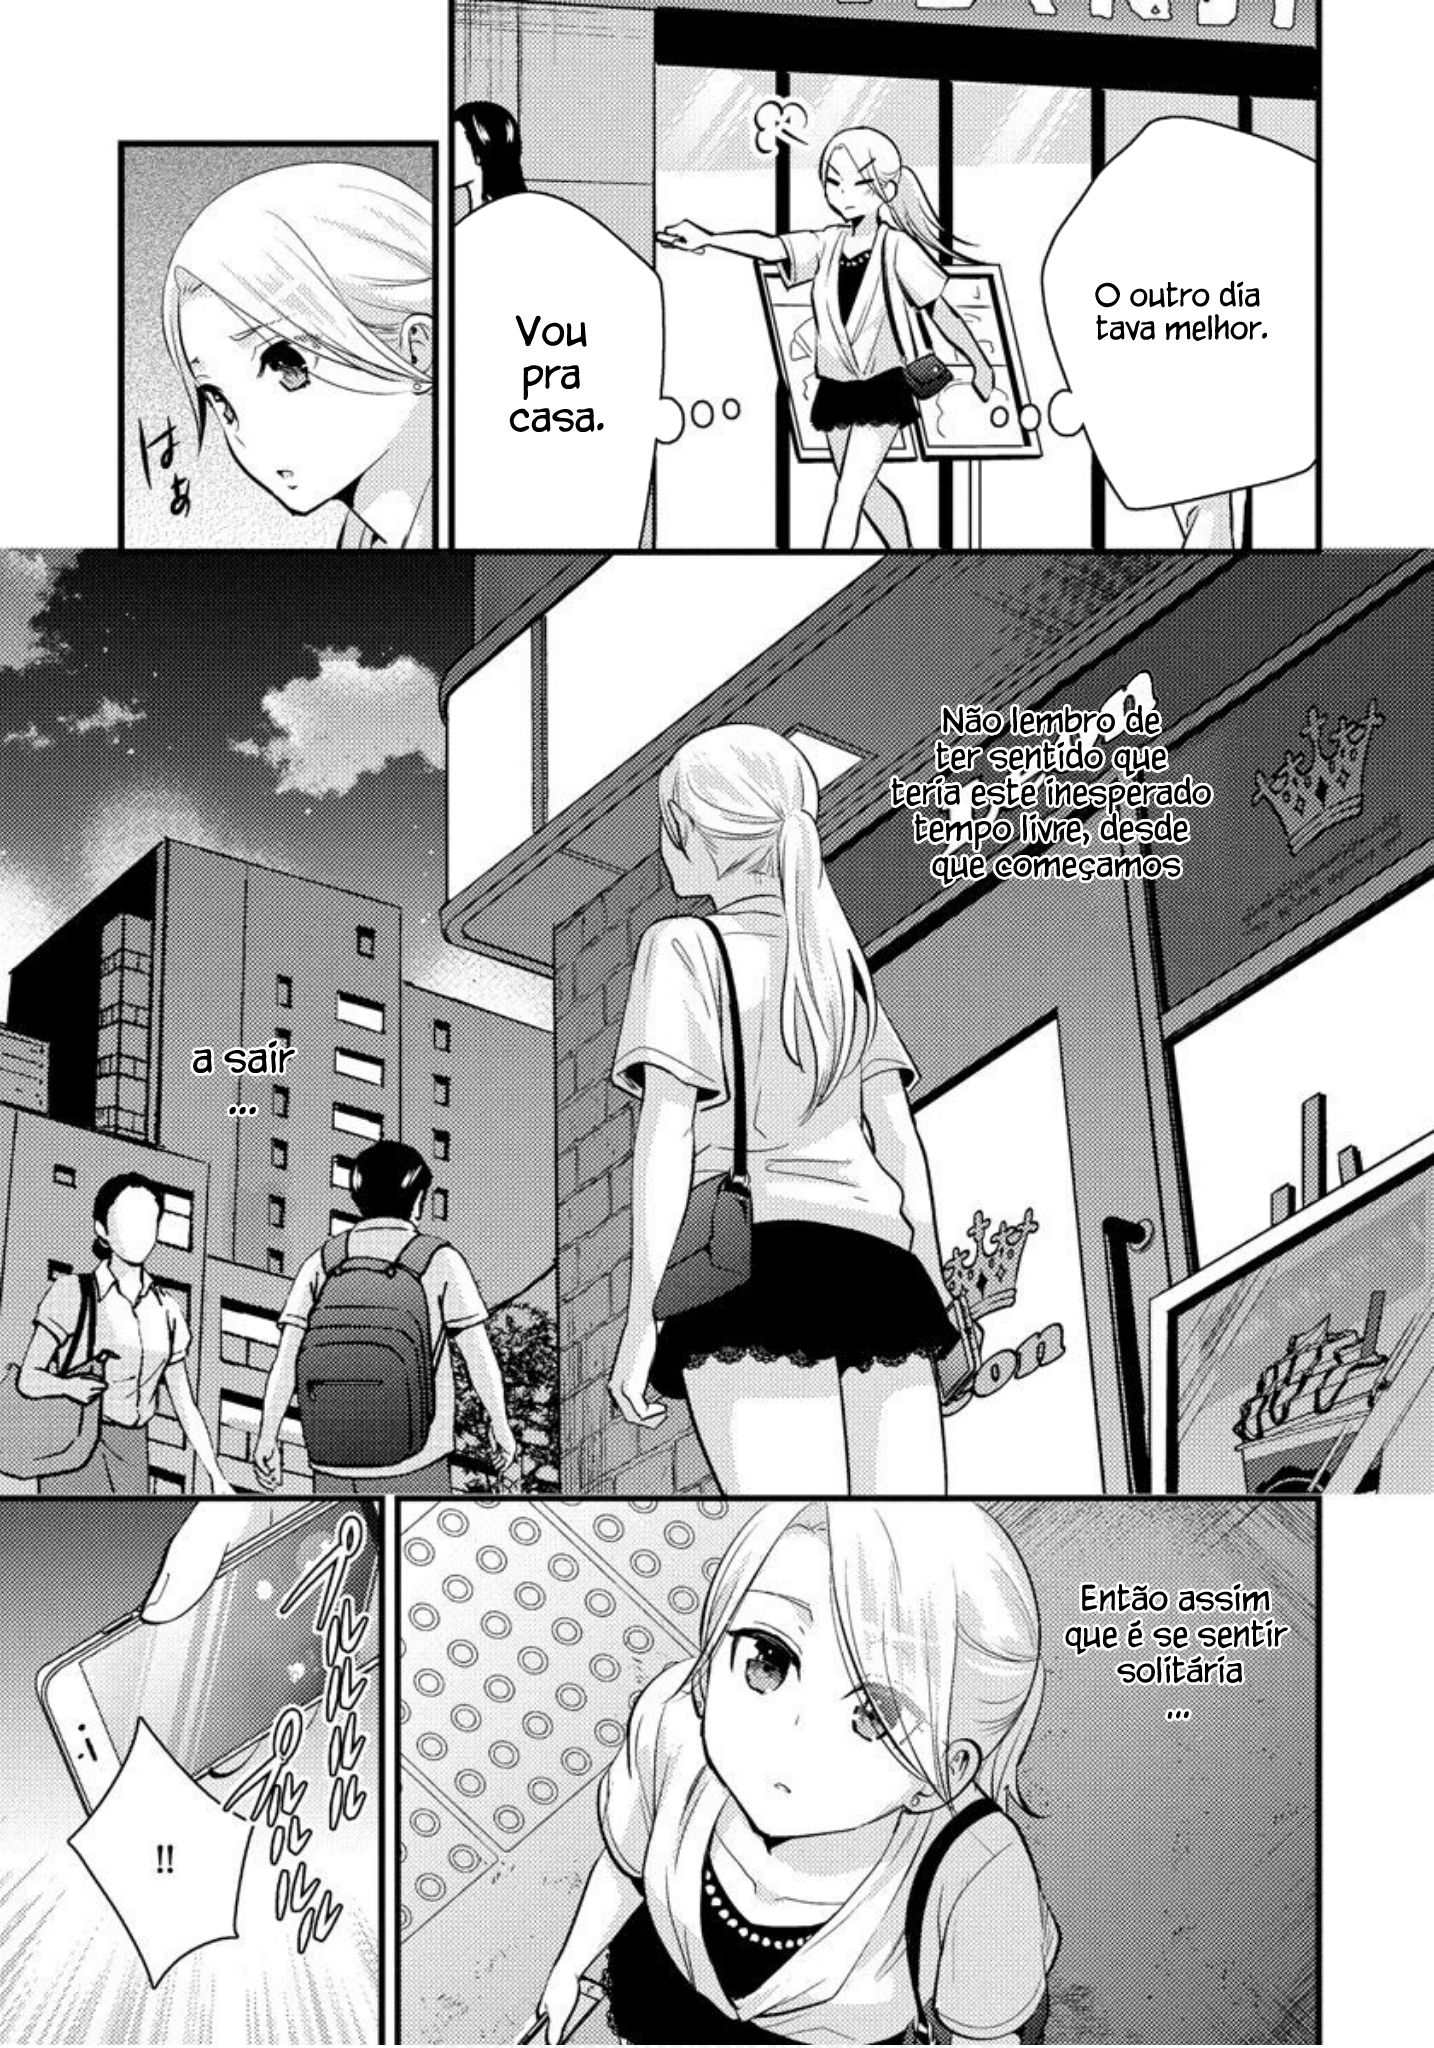 O outro dia
tava melhor.
Vou
pra
casa.
はぁ
Não lembro de
ter sentido que
teria este inesperado
tempo livre, desde
que começamos
a sair
...
on
Então assim
que é se sentir
solitária
...
プルルルル
プルルルル
!!